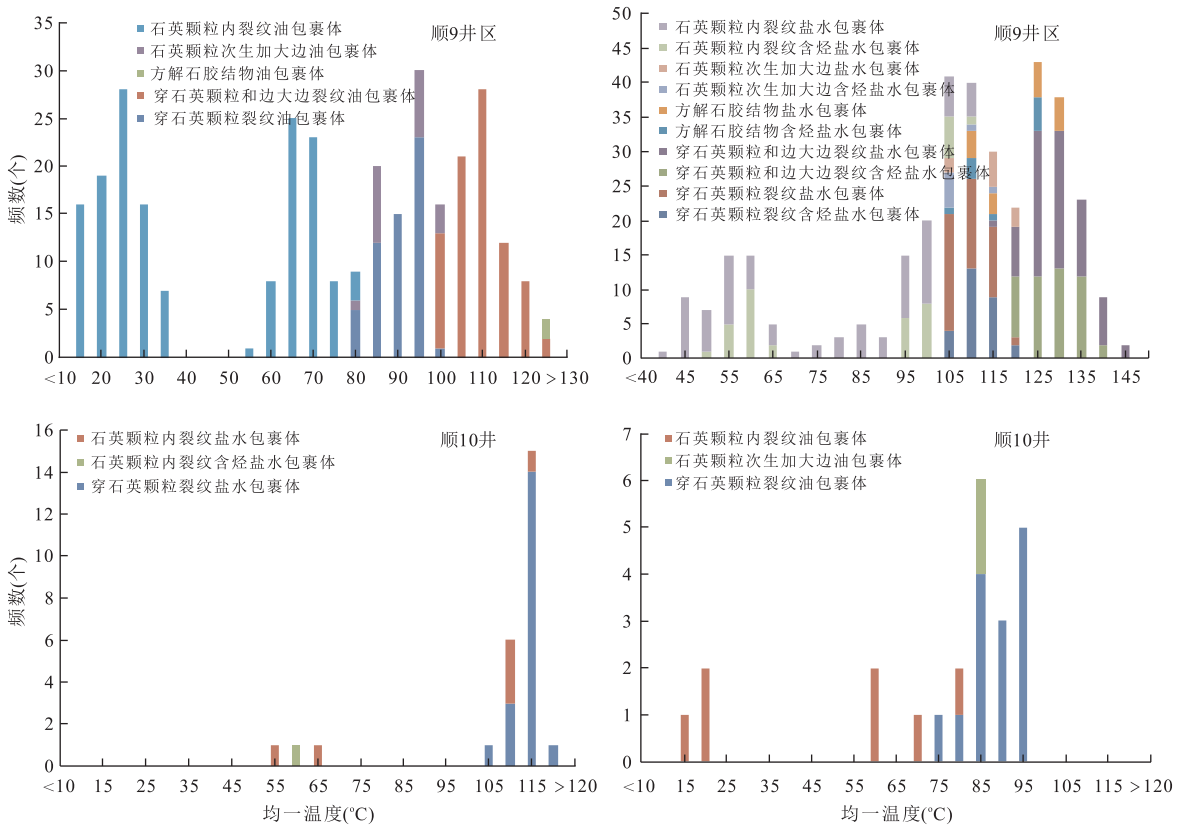 35
30
25
20
15
10
5
0
频数(个)
石英颗粒内裂纹油包裹体
石英颗粒次生加大边油包裹体
方解石胶结物油包裹体
穿石英颗粒和边大边裂纹油包裹体
穿石英颗粒裂纹油包裹体
顺9井区
<10 20 30 40 50 60 70 80 90 100 110 120 >130
50
45
40
35
30
25
20
15
10
5
0
石英颗粒内裂纹盐水包裹体
石英颗粒内裂纹含烃盐水包裹体
石英颗粒次生加大边盐水包裹体
石英颗粒次生加大边含烃盐水包裹体
方解石胶结物盐水包裹体
方解石胶结物含烃盐水包裹体
穿石英颗粒和边大边裂纹盐水包裹体
穿石英颗粒和边大边裂纹含烃盐水包裹体
穿石英颗粒裂纹盐水包裹体
穿石英颗粒裂纹含烃盐水包裹体
顺9井区
<40 45 55 65 75 85 95 105 115 125 135 145
16
14
12
10
8
6
4
2
0
频数(个)
石英颗粒内裂纹盐水包裹体
石英颗粒内裂纹含烃盐水包裹体
穿石英颗粒裂纹盐水包裹体
顺10井
<10 15 25 35 45 55 65 75 85 95 105 115 >120
均一温度(℃)
7
6
5
4
3
2
1
0
石英颗粒内裂纹油包裹体
石英颗粒次生加大边油包裹体
穿石英颗粒裂纹油包裹体
顺10井
<10 15 25 35 45 55 65 75 85 95 105 115 >120
均一温度(℃)